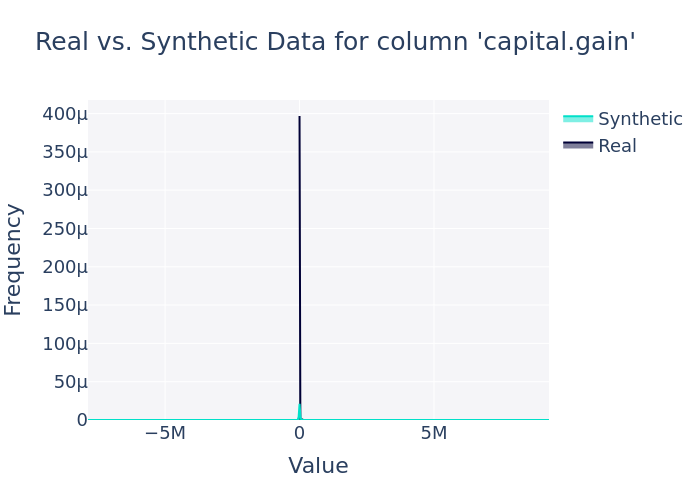 Real vs. Synthetic Data for column 'capital.gain'
Synthetic
Real
400μ
350μ
300μ
250μ
200μ
150μ
100μ
50μ
0
−5M
0
5M
Frequency
Value